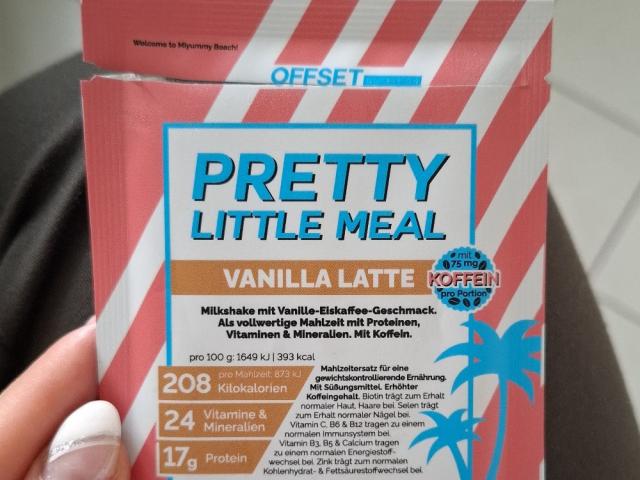 Welcome to Miyummy Beach!
OFFSET
PRETTY
LITTLE MEAL
VANILLA LATTE
mit
75 mg
KOFFEIN
pro Portion
Milkshake mit Vanille-Eiskaffee-Geschmack.
Als vollwertige Mahlzeit mit Proteinen,
Vitaminen & Mineralien. Mit Koffein.
pro 100 g: 1649 kJ | 393 kcal
pro Mahlzeit: 873 kJ
208 Kilokalorien
24 Vitamine &
Mineralien
17g Protein
Mahlzeitersatz für eine
gewichtskontrollierende Ernährung.
Mit Süßungsmittel. Erhöhter
Koffeingehalt. Biotin trägt zum Erhalt
normaler Haut, Haare bei. Selen trägt
zum Erhalt normaler Nägel bei.
Vitamin C, B6 & B12 tragen zu einem
normalen Immunsystem bei.
Vitamin B3, B5 & Calcium tragen
zu einem normalen Energiestoff-
wechsel bei. Zink trägt zum normalen
Kohlenhydrat- & Fettsäurestoffwechsel bei.